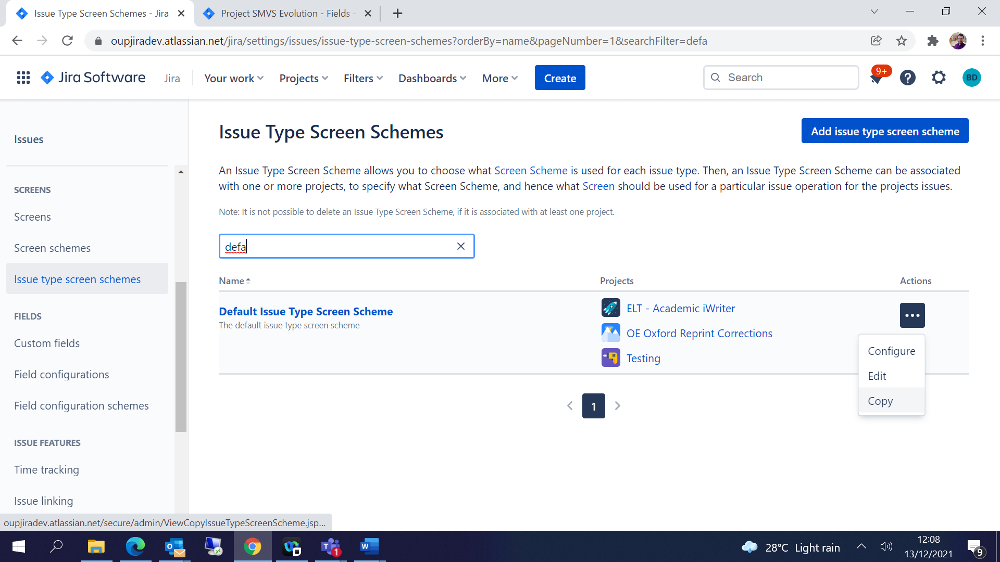 Issue Type Screen Schemes - Jira
Project SMVS Evolution - Fields -
oupjiradev.atlassian.net/jira/settings/issues/issue-type-screen-schemes?orderBy=name&pageNumber=1&searchFilter=defa
Jira Software
Jira
Your work
Projects
Filters
Dashboards
More
Create
Search
9+
BD
Issues
SCREENS
Screens
Screen schemes
Issue type screen schemes
FIELDS
Custom fields
Field configurations
Field configuration schemes
ISSUE FEATURES
Time tracking
Issue linking
Issue Type Screen Schemes
Add issue type screen scheme
An Issue Type Screen Scheme allows you to choose what Screen Scheme is used for each issue type. Then, an Issue Type Screen Scheme can be associated
with one or more projects, to specify what Screen Scheme, and hence what Screen should be used for a particular issue operation for the projects issues.
Note: It is not possible to delete an Issue Type Screen Scheme, if it is associated with at least one project.
defa
Name
Projects
Actions
Default Issue Type Screen Scheme
The default issue type screen scheme
ELT - Academic iWriter
OE Oxford Reprint Corrections
Testing
Configure
Edit
Copy
1
oupjiradev.atlassian.net/secure/admin/ViewCopyIssueTypeScreenScheme.jsp...
28°C Light rain
12:08
13/12/2021
9
1